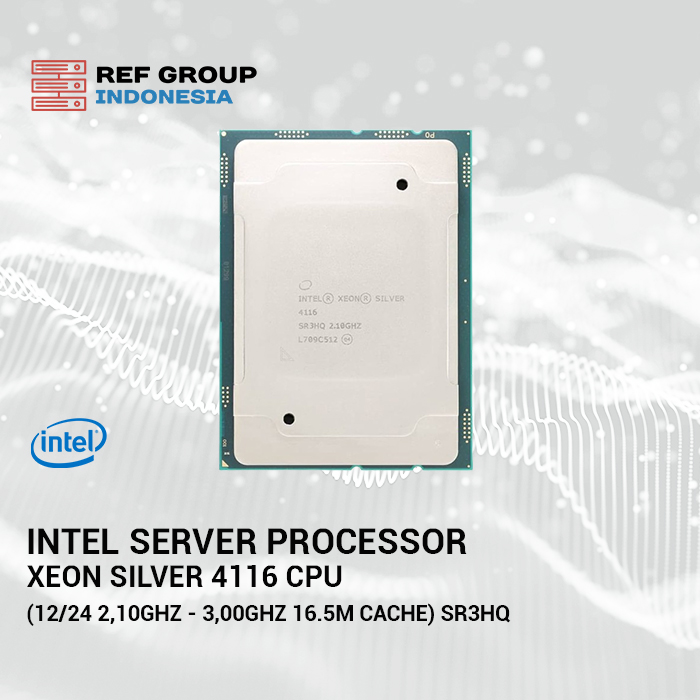 REF GROUP
INDONESIA
INTEL® XEON® SILVER
4116
SR3HQ 2.10GHZ
L709C512
intel
INTEL SERVER PROCESSOR
XEON SILVER 4116 CPU
(12/24 2,10GHZ - 3,00GHZ 16.5M CACHE) SR3HQ